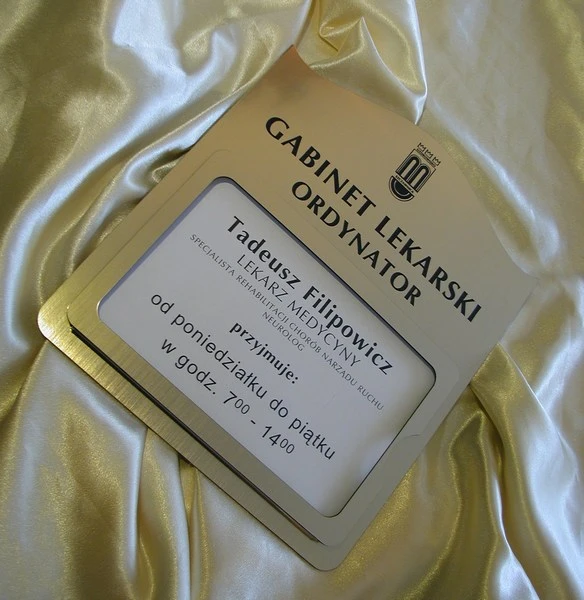 GABINET LEKARSKI
ORDYNATOR
Tadeusz Filipowicz
LEKARZ MEDYCYNY
SPECJALISTA REHABILITACJI CHORÓB NARZĄDU RUCHU
NEUROLOG
przyjmuje:
od poniedziałku do piątku
w godz. 7⁰⁰ - 14⁰⁰